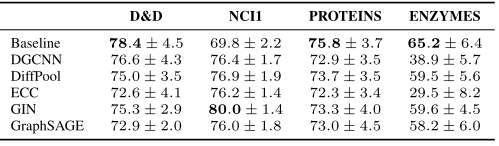 D&D NCI1 PROTEINS ENZYMES
Baseline 78.4 ± 4.5 69.8 ± 2.2 75.8 ± 3.7 65.2 ± 6.4
DGCNN 76.6 ± 4.3 76.4 ± 1.7 72.9 ± 3.5 38.9 ± 5.7
DiffPool 75.0 ± 3.5 76.9 ± 1.9 73.7 ± 3.5 59.5 ± 5.6
ECC 72.6 ± 4.1 76.2 ± 1.4 72.3 ± 3.4 29.5 ± 8.2
GIN 75.3 ± 2.9 80.0 ± 1.4 73.3 ± 4.0 59.6 ± 4.5
GraphSAGE 72.9 ± 2.0 76.0 ± 1.8 73.0 ± 4.5 58.2 ± 6.0